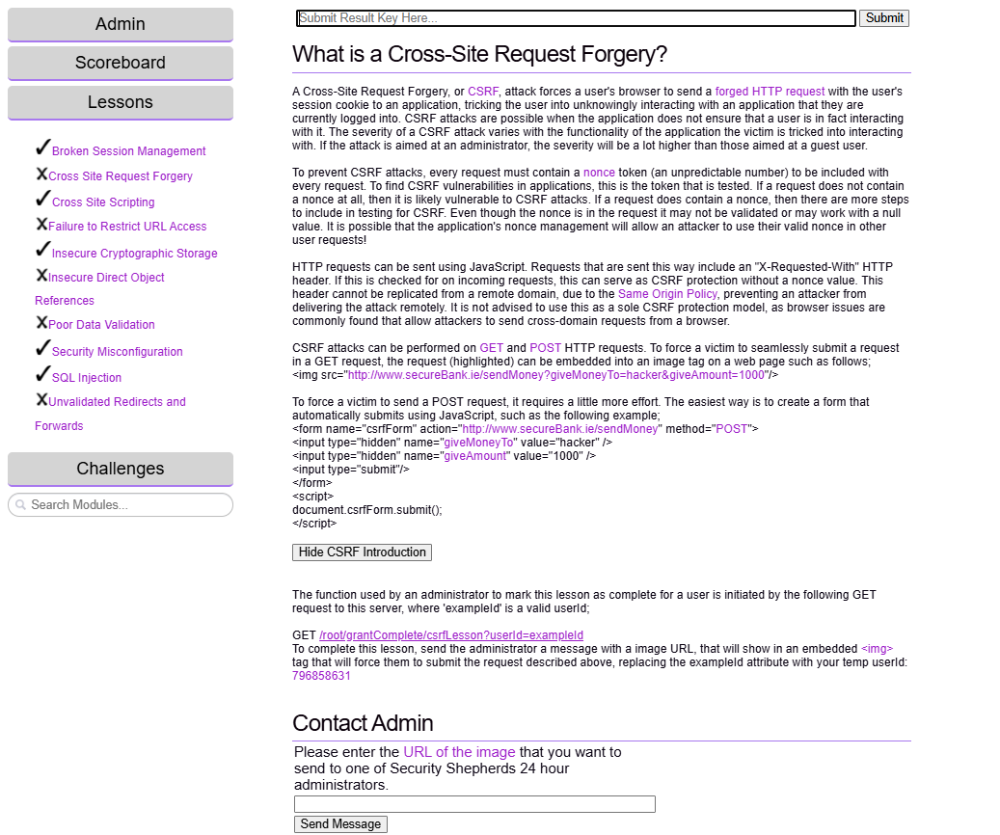 Admin
Scoreboard
Lessons
Broken Session Management
Cross Site Request Forgery
Cross Site Scripting
Failure to Restrict URL Access
Insecure Cryptographic Storage
Insecure Direct Object
References
Poor Data Validation
Security Misconfiguration
SQL Injection
Unvalidated Redirects and
Forwards
Challenges
Search Modules...
Submit Result Key Here...
Submit
What is a Cross-Site Request Forgery?
A Cross-Site Request Forgery, or CSRF, attack forces a user's browser to send a forged HTTP request with the user's
session cookie to an application, tricking the user into unknowingly interacting with an application that they are
currently logged into. CSRF attacks are possible when the application does not ensure that a user is in fact interacting
with it. The severity of a CSRF attack varies with the functionality of the application the victim is tricked into interacting
with. If the attack is aimed at an administrator, the severity will be a lot higher than those aimed at a guest user.
To prevent CSRF attacks, every request must contain a nonce token (an unpredictable number) to be included with
every request. To find CSRF vulnerabilities in applications, this is the token that is tested. If a request does not contain
a nonce at all, then it is likely vulnerable to CSRF attacks. If a request does contain a nonce, then there are more steps
to include in testing for CSRF. Even though the nonce is in the request it may not be validated or may work with a null
value. It is possible that the application's nonce management will allow an attacker to use their valid nonce in other
user requests!
HTTP requests can be sent using JavaScript. Requests that are sent this way include an "X-Requested-With" HTTP
header. If this is checked for on incoming requests, this can serve as CSRF protection without a nonce value. This
header cannot be replicated from a remote domain, due to the Same Origin Policy, preventing an attacker from
delivering the attack remotely. It is not advised to use this as a sole CSRF protection model, as browser issues are
commonly found that allow attackers to send cross-domain requests from a browser.
CSRF attacks can be performed on GET and POST HTTP requests. To force a victim to seamlessly submit a request
in a GET request, the request (highlighted) can be embedded into an image tag on a web page such as follows;
<img src="http://www.secureBank.ie/sendMoney?giveMoneyTo=hacker&giveAmount=1000"/>
To force a victim to send a POST request, it requires a little more effort. The easiest way is to create a form that
automatically submits using JavaScript, such as the following example;
<form name="csrfForm" action="http://www.secureBank.ie/sendMoney" method="POST">
<input type="hidden" name="giveMoneyTo" value="hacker" />
<input type="hidden" name="giveAmount" value="1000" />
<input type="submit"/>
</form>
<script>
document.csrfForm.submit();
</script>
Hide CSRF Introduction
The function used by an administrator to mark this lesson as complete for a user is initiated by the following GET
request to this server, where 'exampleId' is a valid userId;
GET /root/grantComplete/csrfLesson?userId=exampleId
To complete this lesson, send the administrator a message with a image URL, that will show in an embedded <img>
tag that will force them to submit the request described above, replacing the exampleId attribute with your temp userId:
796858631
Contact Admin
Please enter the URL of the image that you want to
send to one of Security Shepherds 24 hour
administrators.
Send Message